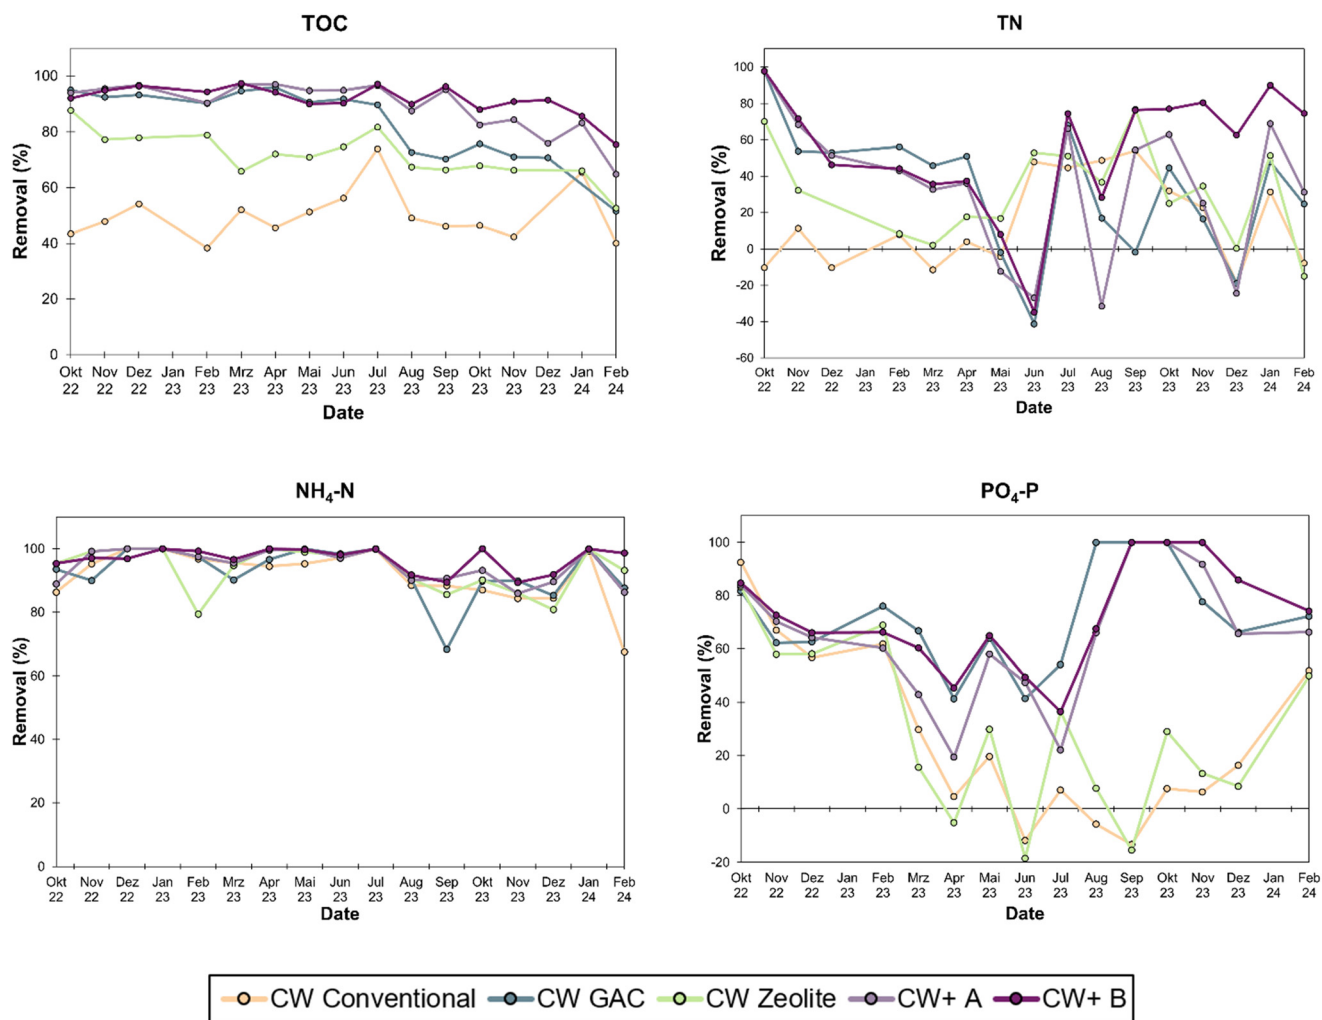 TOC
Removal (%)
100
80
60
40
20
0
Okt Nov Dez Jan Feb Mrz Apr Mai Jun Jul Aug Sep Okt Nov Dez Jan Feb
22 22 22 23 23 23 23 23 23 23 23 23 23 23 23 24 24
Date
TN
Removal (%)
100
80
60
40
20
0
-20
-40
-60
Okt Nov Dez Jan Feb Mrz Apr Mai Jun Jul Aug Sep Okt Nov Dez Jan Feb
22 22 22 23 23 23 23 23 23 23 23 23 23 23 23 24 24
Date
NH4-N
Removal (%)
100
80
60
40
20
0
Okt Nov Dez Jan Feb Mrz Apr Mai Jun Jul Aug Sep Okt Nov Dez Jan Feb
22 22 22 23 23 23 23 23 23 23 23 23 23 23 23 24 24
Date
PO4-P
Removal (%)
100
80
60
40
20
0
-20
Okt Nov Dez Jan Feb Mrz Apr Mai Jun Jul Aug Sep Okt Nov Dez Jan Feb
22 22 22 23 23 23 23 23 23 23 23 23 23 23 23 24 24
Date
CW Conventional CW GAC CW Zeolite CW+ A CW+ B